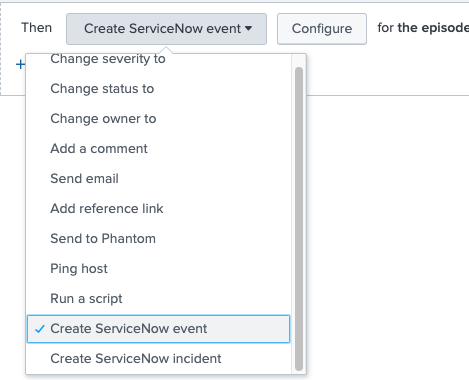 Then Create ServiceNow event Configure for the episode
+
Change severity to
Change status to
Change owner to
Add a comment
Send email
Add reference link
Send to Phantom
Ping host
Run a script
Create ServiceNow event
Create ServiceNow incident